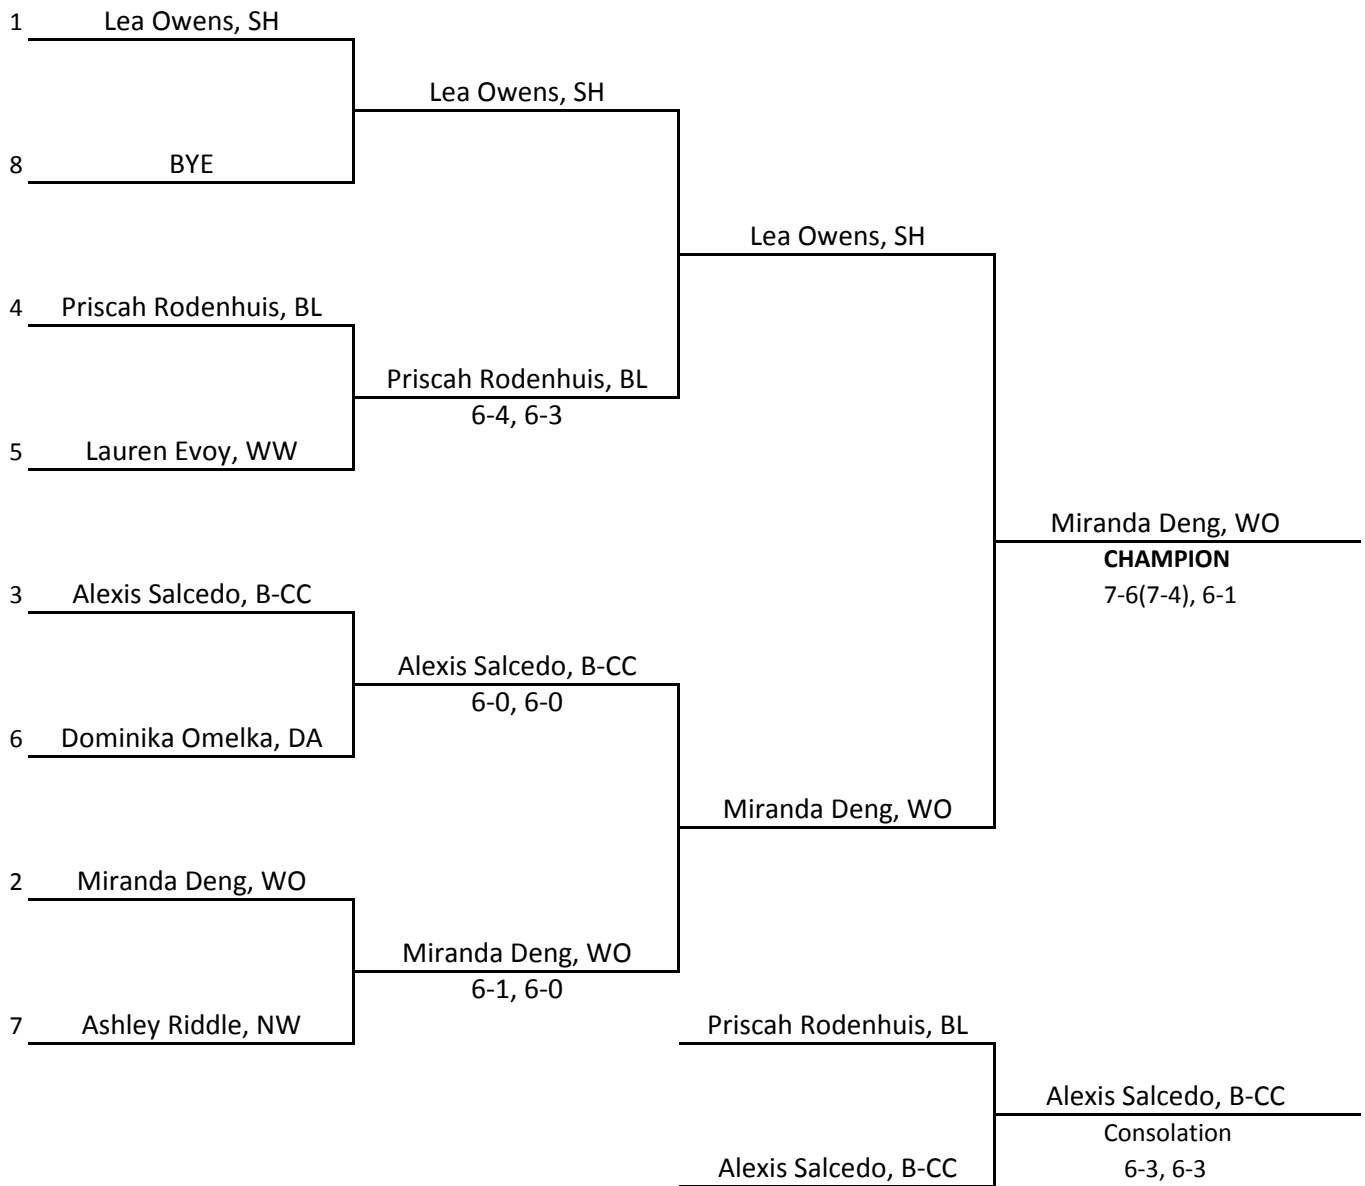 1 Lea Owens, SH
Lea Owens, SH
8 BYE
Lea Owens, SH
4 Priscah Rodenhuis, BL
Priscah Rodenhuis, BL
6-4, 6-3
5 Lauren Evoy, WW
Miranda Deng, WO
CHAMPION
7-6(7-4), 6-1
3 Alexis Salcedo, B-CC
Alexis Salcedo, B-CC
6-0, 6-0
6 Dominika Omelka, DA
Miranda Deng, WO
2 Miranda Deng, WO
Miranda Deng, WO
6-1, 6-0
7 Ashley Riddle, NW
Priscah Rodenhuis, BL
Alexis Salcedo, B-CC
Consolation
6-3, 6-3
Alexis Salcedo, B-CC